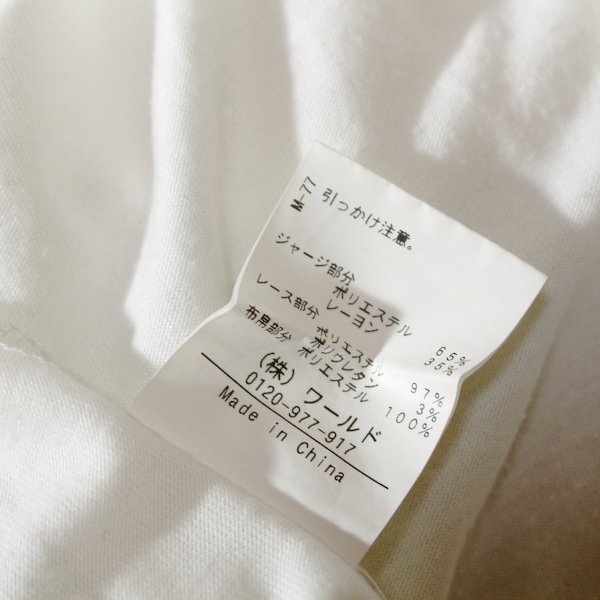 M-77 引っかけ注意。
ジャージ部分
ポリエステル 65%
レーヨン 35%
レース部分
ポリエステル 97%
ポリウレタン 3%
布帛部分
ポリエステル 100%
(株) ワールド
0120-977-917
Made in China